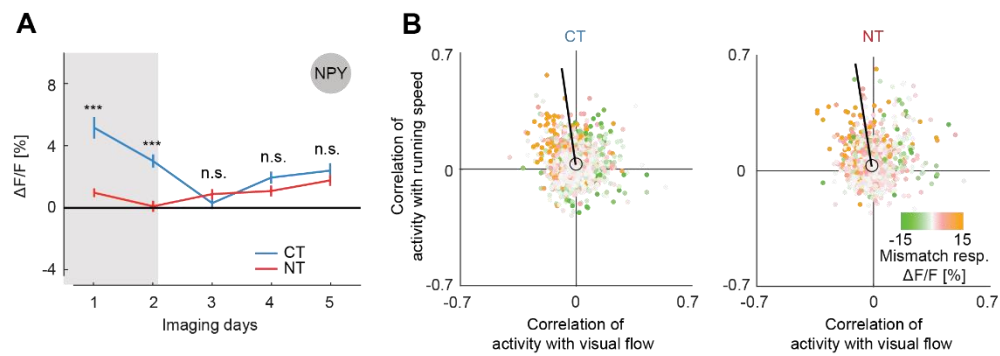 A
NPY
8
4
0
-4
ΔF/F [%]
***
***
n.s.
n.s.
n.s.
CT
NT
1 2 3 4 5
Imaging days
B
CT
0.7
0
-0.7
Correlation of
activity with running speed
-0.7 0 0.7
Correlation of
activity with visual flow
NT
0.7
0
-0.7
-15 15
Mismatch resp.
ΔF/F [%]
-0.7 0 0.7
Correlation of
activity with visual flow